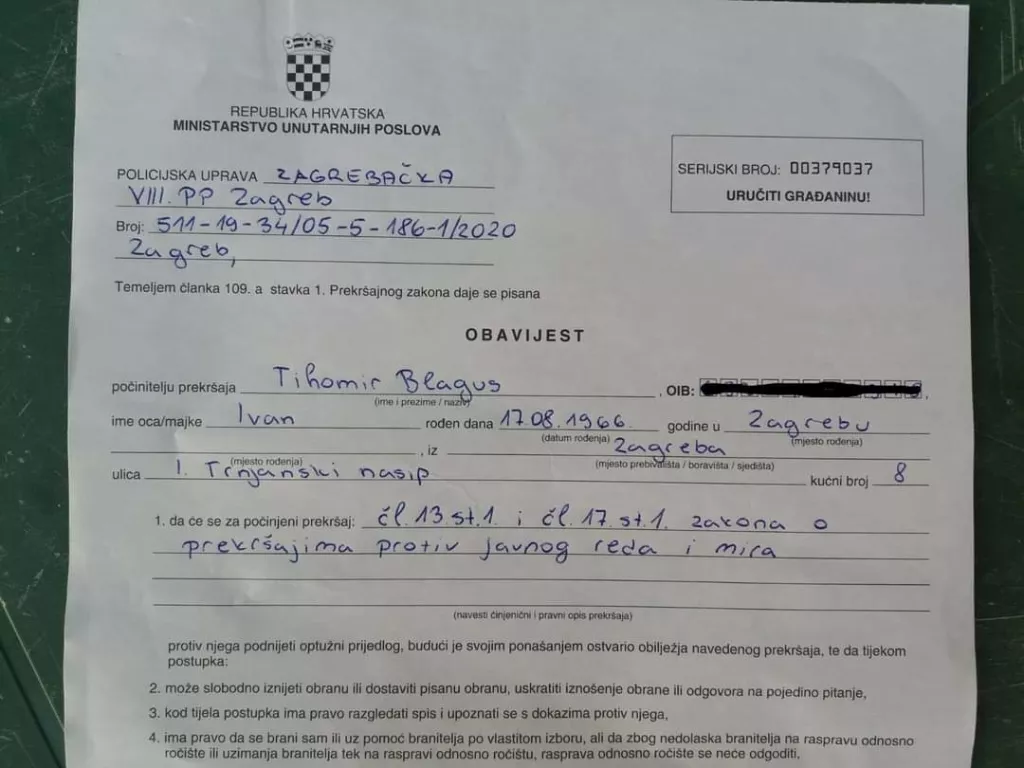 REPUBLIKA HRVATSKA
MINISTARSTVO UNUTARNJIH POSLOVA
POLICIJSKA UPRAVA ZAGREBAČKA
VIII. PP Zagreb
Broj: 511-19-34/05-5-186-1/2020
Zagreb,
SERIJSKI BROJ: 00379037
URUČITI GRAĐANINU!
Temeljem članka 109. a stavka 1. Prekršajnog zakona daje se pisana
OBAVIJEST
počinitelju prekršaja Tihomir Blagus, OIB:
(ime i prezime / naziv)
ime oca/majke Ivan rođen dana 17.08.1966. godine u Zagrebu
(datum rođenja) (mjesto rođenja)
, iz Zagreba
(mjesto rođenja) (mjesto prebivališta / boravišta / sjedišta)
ulica I. Trnjanski nasip kućni broj 8
1. da će se za počinjeni prekršaj: čl. 13 st.1. i čl. 17. st.1. zakona o
prekršajima protiv javnog reda i mira
(navesti činjenični i pravni opis prekršaja)
protiv njega podnijeti optužni prijedlog, budući je svojim ponašanjem ostvario obilježja navedenog prekršaja, te da tijekom
postupka:
2. može slobodno iznijeti obranu ili dostaviti pisanu obranu, uskratiti iznošenje obrane ili odgovora na pojedino pitanje,
3. kod tijela postupka ima pravo razgledati spis i upoznati se s dokazima protiv njega,
4. ima pravo da se brani sam ili uz pomoć branitelja po vlastitom izboru, ali da zbog nedolaska branitelja na raspravu odnosno
ročište ili uzimanja branitelja tek na raspravi odnosno ročištu, rasprava odnosno ročište se neće odgoditi,